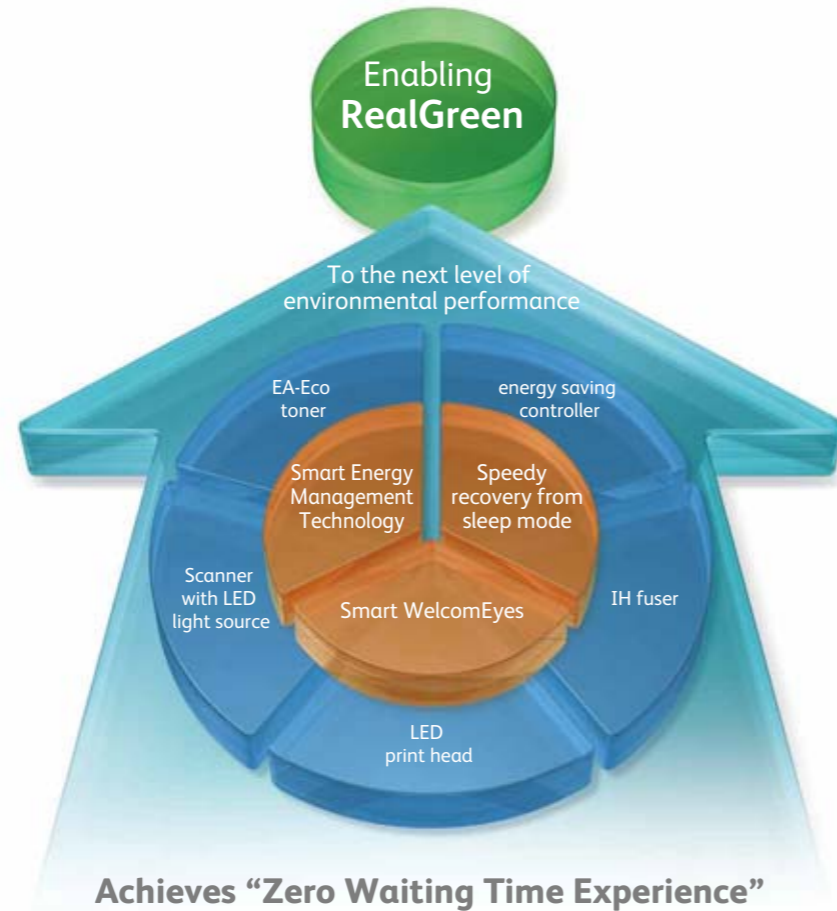 Enabling
RealGreen
To the next level of
environmental performance
EA-Eco
toner
energy saving
controller
Smart Energy
Management
Technology
Speedy
recovery from
sleep mode
Scanner
with LED
light source
Smart WelcomEyes
IH fuser
LED
print head
Achieves “Zero Waiting Time Experience”